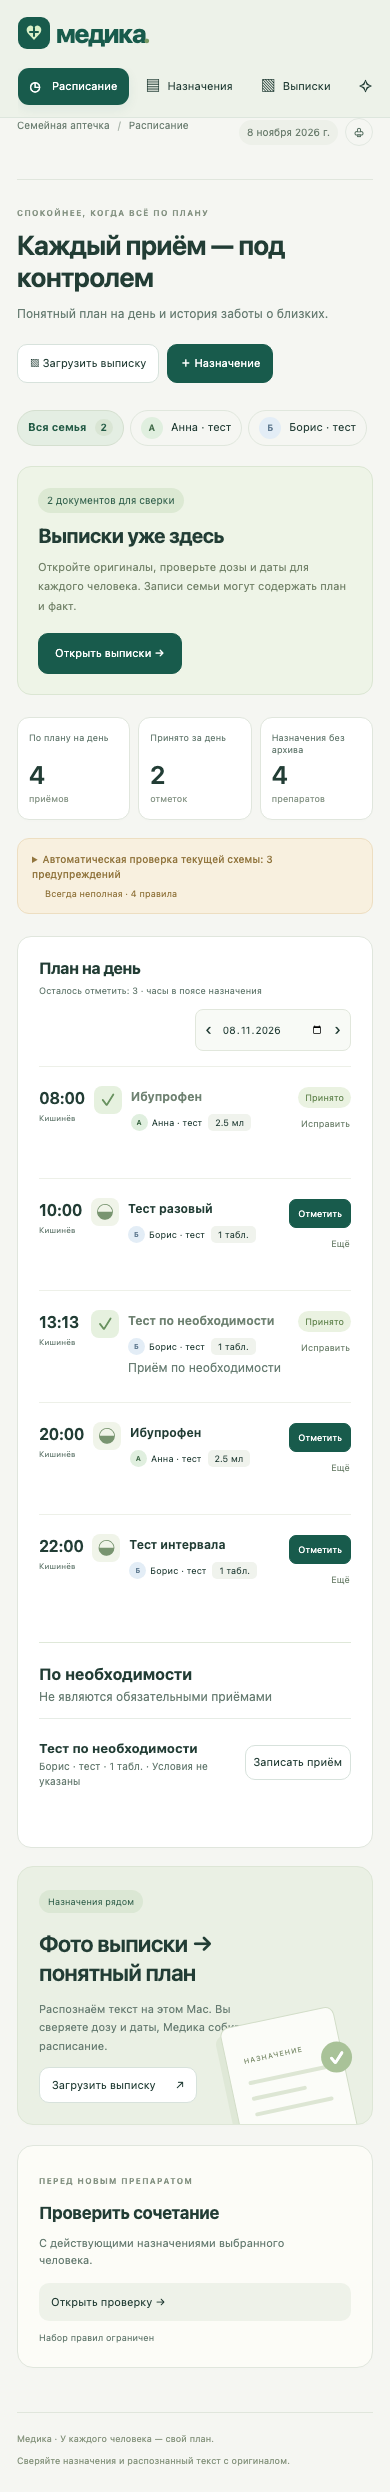 медика.
Расписание
Назначения
Выписки
Семейная аптечка / Расписание
8 ноября 2026 г.
СПОКОЙНЕЕ, КОГДА ВСЁ ПО ПЛАНУ
Каждый приём — под
контролем
Понятный план на день и история заботы о близких.
Загрузить выписку
+ Назначение
Вся семья 2
А Анна · тест
Б Борис · тест
2 документов для сверки
Выписки уже здесь
Откройте оригиналы, проверьте дозы и даты для
каждого человека. Записи семьи могут содержать план
и факт.
Открыть выписки →
По плану на день
4
приёмов
Принято за день
2
отметок
Назначения без
архива
4
препаратов
▶ Автоматическая проверка текущей схемы: 3
предупреждений
Всегда неполная · 4 правила
План на день
Осталось отметить: 3 · часы в поясе назначения
‹ 08.11.2026 ›
08:00 Ибупрофен Принято
Кишинёв А Анна · тест 2.5 мл Исправить
10:00 Тест разовый Отметить
Кишинёв Б Борис · тест 1 табл. Ещё
13:13 Тест по необходимости Принято
Кишинёв Б Борис · тест 1 табл. Исправить
Приём по необходимости
20:00 Ибупрофен Отметить
Кишинёв А Анна · тест 2.5 мл Ещё
22:00 Тест интервала Отметить
Кишинёв Б Борис · тест 1 табл. Ещё
По необходимости
Не являются обязательными приёмами
Тест по необходимости
Борис · тест · 1 табл. · Условия не
указаны
Записать приём
Назначения рядом
Фото выписки →
понятный план
Распознаём текст на этом Mac. Вы
сверяете дозу и даты, Медика
расписание.
Загрузить выписку ↗
НАЗНАЧЕНИЕ
ПЕРЕД НОВЫМ ПРЕПАРАТОМ
Проверить сочетание
С действующими назначениями выбранного
человека.
Открыть проверку →
Набор правил ограничен
Медика · У каждого человека — свой план.
Сверяйте назначения и распознанный текст с оригиналом.